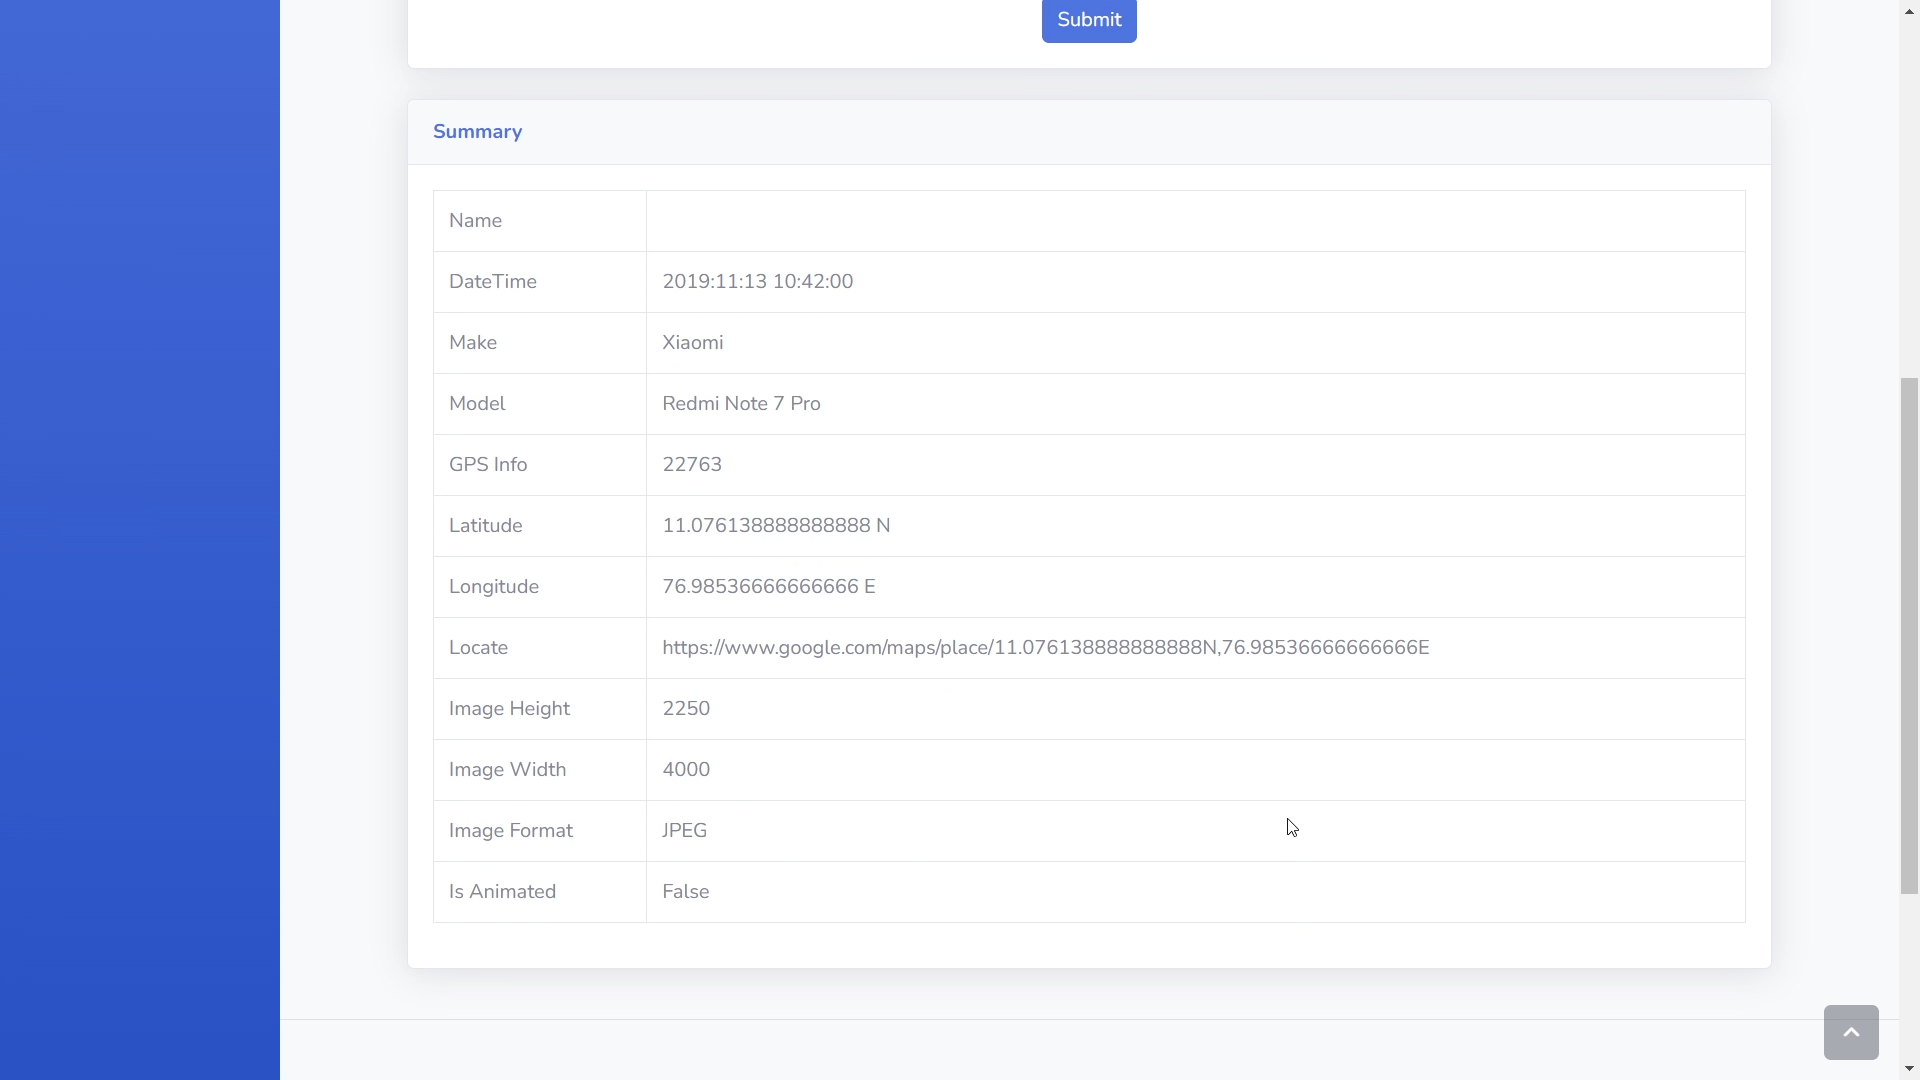 Submit
Summary
Name
DateTime 2019:11:13 10:42:00
Make Xiaomi
Model Redmi Note 7 Pro
GPS Info 22763
Latitude 11.076138888888888 N
Longitude 76.98536666666666 E
Locate https://www.google.com/maps/place/11.076138888888888N,76.98536666666666E
Image Height 2250
Image Width 4000
Image Format JPEG
Is Animated False